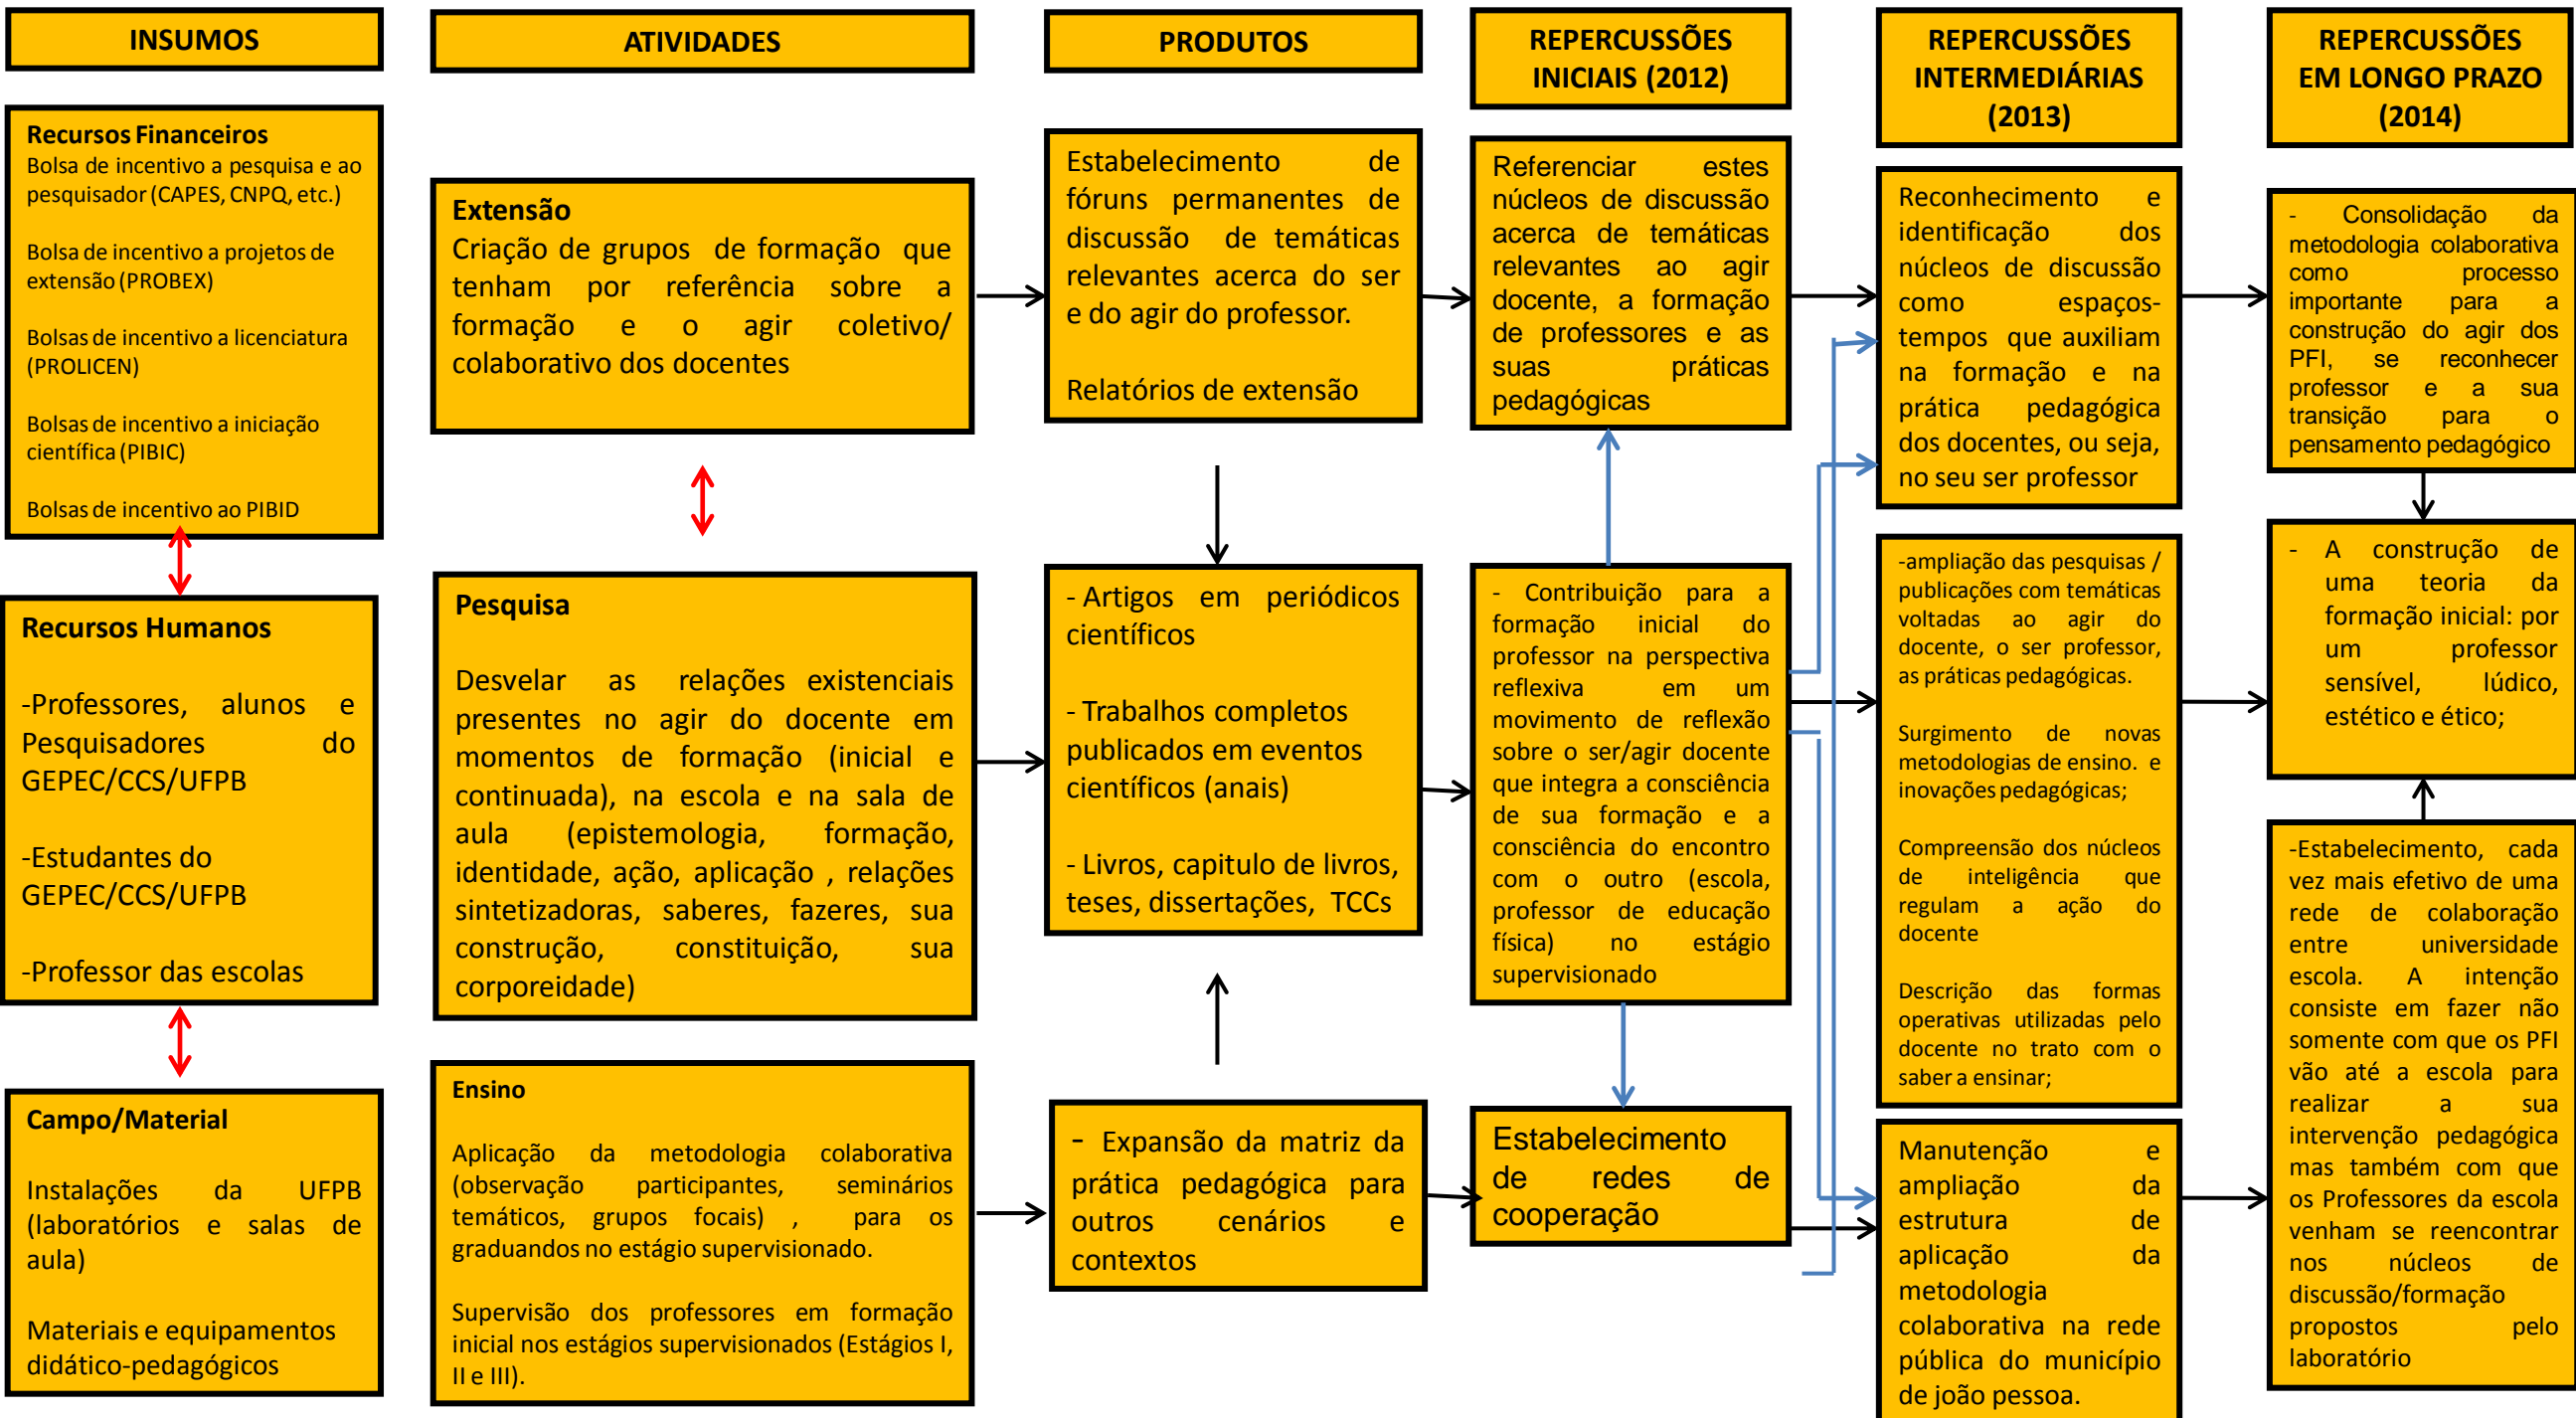 INSUMOS
Recursos Financeiros
Bolsa de incentivo a pesquisa e ao
pesquisador (CAPES, CNPQ, etc.)
Bolsa de incentivo a projetos de
extensão (PROBEX)
Bolsas de incentivo a licenciatura
(PROLICEN)
Bolsas de incentivo a iniciação
científica (PIBIC)
Bolsas de incentivo ao PIBID
Recursos Humanos
-Professores, alunos e
Pesquisadores do
GEPEC/CCS/UFPB
-Estudantes do
GEPEC/CCS/UFPB
-Professor das escolas
Campo/Material
Instalações da UFPB
(laboratórios e salas de
aula)
Materiais e equipamentos
didático-pedagógicos
ATIVIDADES
Extensão
Criação de grupos de formação que
tenham por referência sobre a
formação e o agir coletivo/
colaborativo dos docentes
Pesquisa
Desvelar as relações existenciais
presentes no agir do docente em
momentos de formação (inicial e
continuada), na escola e na sala de
aula (epistemologia, formação,
identidade, ação, aplicação , relações
sintetizadoras, saberes, fazeres, sua
construção, constituição, sua
corporeidade)
Ensino
Aplicação da metodologia colaborativa
(observação participantes, seminários
temáticos, grupos focais) , para os
graduandos no estágio supervisionado.
Supervisão dos professores em formação
inicial nos estágios supervisionados (Estágios I,
II e III).
PRODUTOS
Estabelecimento de
fóruns permanentes de
discussão de temáticas
relevantes acerca do ser
e do agir do professor.
Relatórios de extensão
- Artigos em periódicos
científicos
- Trabalhos completos
publicados em eventos
científicos (anais)
- Livros, capitulo de livros,
teses, dissertações, TCCs
- Expansão da matriz da
prática pedagógica para
outros cenários e
contextos
REPERCUSSÕES
INICIAIS (2012)
Referenciar estes
núcleos de discussão
acerca de temáticas
relevantes ao agir
docente, a formação
de professores e as
suas práticas
pedagógicas
- Contribuição para a
formação inicial do
professor na perspectiva
reflexiva em um
movimento de reflexão
sobre o ser/agir docente
que integra a consciência
de sua formação e a
consciência do encontro
com o outro (escola,
professor de educação
física) no estágio
supervisionado
Estabelecimento
de redes de
cooperação
REPERCUSSÕES
INTERMEDIÁRIAS
(2013)
Reconhecimento e
identificação dos
núcleos de discussão
como espaços-
tempos que auxiliam
na formação e na
prática pedagógica
dos docentes, ou seja,
no seu ser professor
-ampliação das pesquisas /
publicações com temáticas
voltadas ao agir do
docente, o ser professor,
as práticas pedagógicas.
Surgimento de novas
metodologias de ensino. e
inovações pedagógicas;
Compreensão dos núcleos
de inteligência que
regulam a ação do
docente
Descrição das formas
operativas utilizadas pelo
docente no trato com o
saber a ensinar;
Manutenção e
ampliação da
estrutura de
aplicação da
metodologia
colaborativa na rede
pública do município
de joão pessoa.
REPERCUSSÕES
EM LONGO PRAZO
(2014)
- Consolidação da
metodologia colaborativa
como processo
importante para a
construção do agir dos
PFI, se reconhecer
professor e a sua
transição para o
pensamento pedagógico
- A construção de
uma teoria da
formação inicial: por
um professor
sensível, lúdico,
estético e ético;
-Estabelecimento, cada
vez mais efetivo de uma
rede de colaboração
entre universidade
escola. A intenção
consiste em fazer não
somente com que os PFI
vão até a escola para
realizar a sua
intervenção pedagógica
mas também com que
os Professores da escola
venham se reencontrar
nos núcleos de
discussão/formação
propostos pelo
laboratório